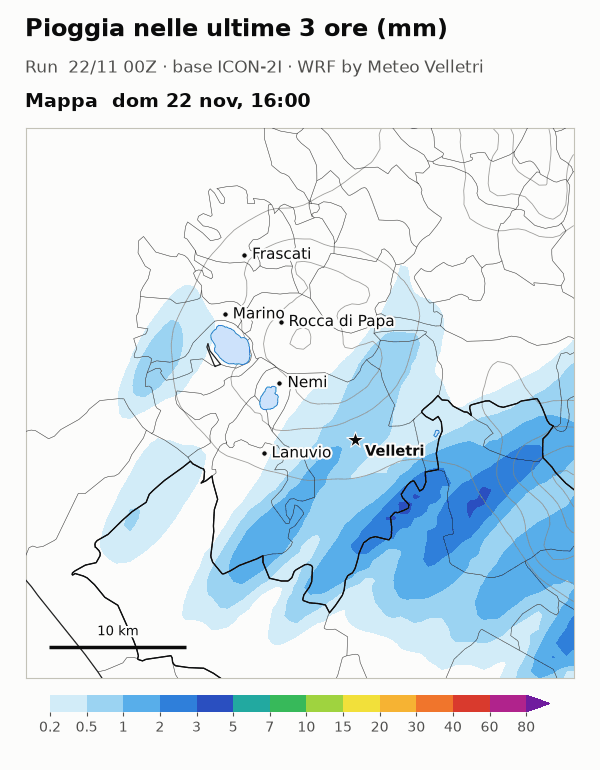 Pioggia nelle ultime 3 ore (mm)
Run  22/11 00Z · base ICON-2I · WRF by Meteo Velletri
Mappa  dom 22 nov, 16:00
Frascati
Marino
Rocca di Papa
Nemi
Velletri
Lanuvio
10 km
0.2 0.5 1 2 3 5 7 10 15 20 30 40 60 80